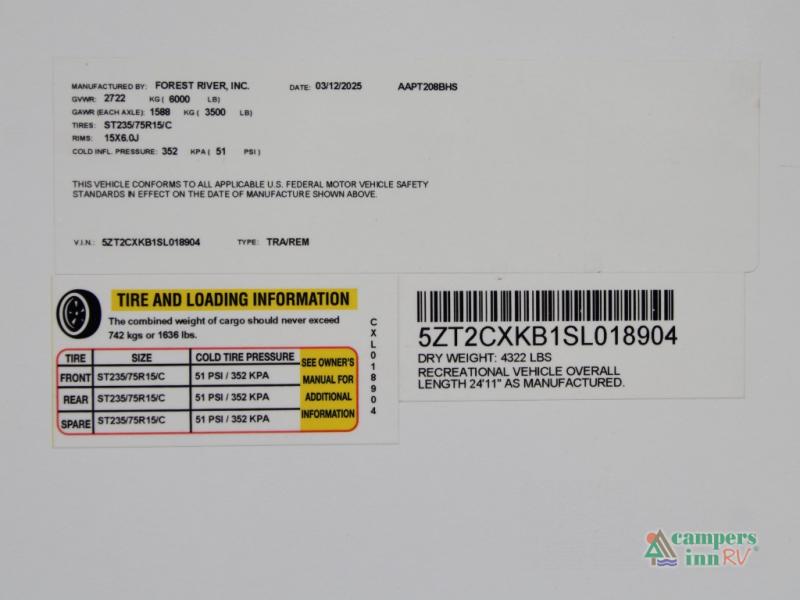 MANUFACTURED BY: FOREST RIVER, INC. DATE: 03/12/2025 AAPT208BHS
GVWR: 2722 KG ( 6000 LB)
GAWR (EACH AXLE): 1588 KG ( 3500 LB)
TIRES: ST235/75R15/C
RIMS: 15X6.0J
COLD INFL. PRESSURE: 352 KPA ( 51 PSI )
THIS VEHICLE CONFORMS TO ALL APPLICABLE U.S. FEDERAL MOTOR VEHICLE SAFETY
STANDARDS IN EFFECT ON THE DATE OF MANUFACTURE SHOWN ABOVE.
V.I.N.: 5ZT2CXKB1SL018904 TYPE: TRA/REM
TIRE AND LOADING INFORMATION
The combined weight of cargo should never exceed
742 kgs or 1636 lbs.
TIRE SIZE COLD TIRE PRESSURE
FRONT ST235/75R15/C 51 PSI / 352 KPA
REAR ST235/75R15/C 51 PSI / 352 KPA
SPARE ST235/75R15/C 51 PSI / 352 KPA
SEE OWNER'S
MANUAL FOR
ADDITIONAL
INFORMATION
CXL018904
5ZT2CXKB1SL018904
DRY WEIGHT: 4322 LBS
RECREATIONAL VEHICLE OVERALL
LENGTH 24'11" AS MANUFACTURED.
campers
inn RV®